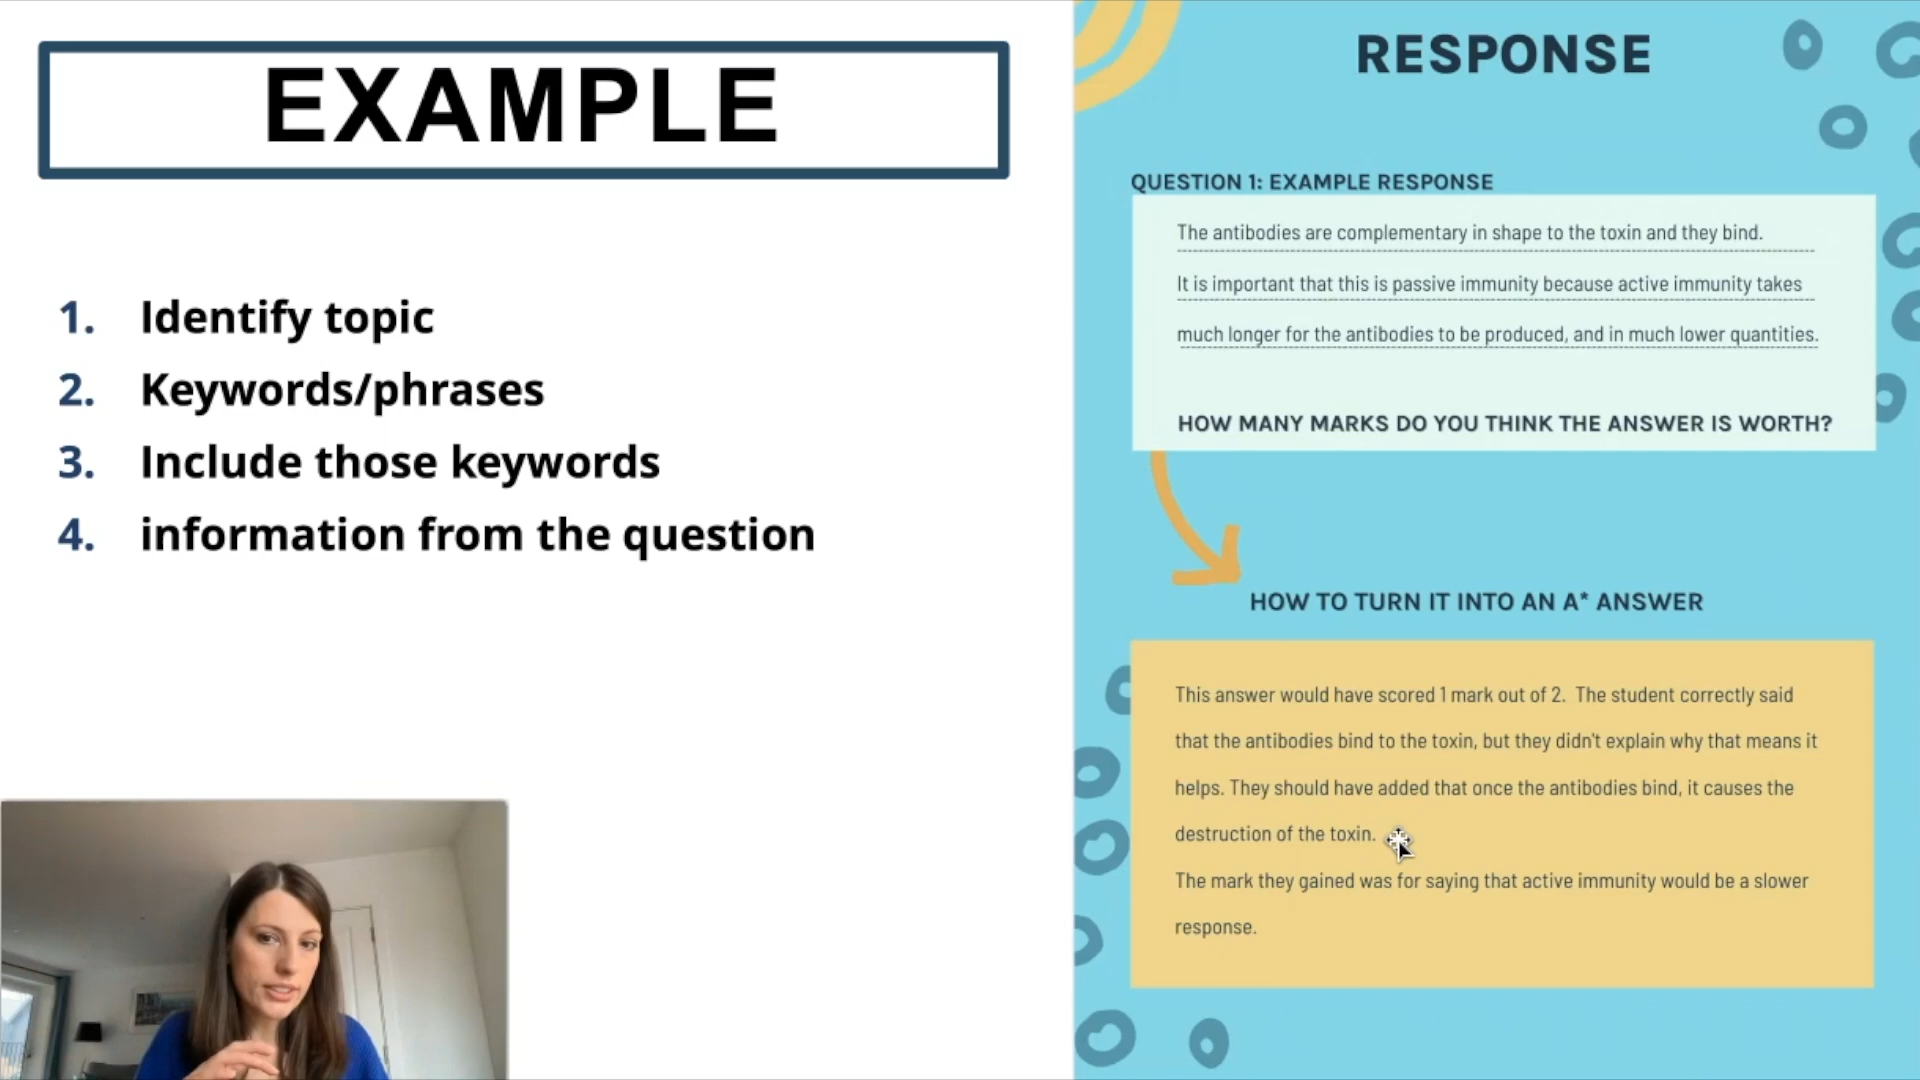 EXAMPLE
1. Identify topic
2. Keywords/phrases
3. Include those keywords
4. information from the question
RESPONSE
QUESTION 1: EXAMPLE RESPONSE
The antibodies are complementary in shape to the toxin and they bind.
It is important that this is passive immunity because active immunity takes
much longer for the antibodies to be produced, and in much lower quantities.
HOW MANY MARKS DO YOU THINK THE ANSWER IS WORTH?
HOW TO TURN IT INTO AN A* ANSWER
This answer would have scored 1 mark out of 2. The student correctly said
that the antibodies bind to the toxin, but they didn't explain why that means it
helps. They should have added that once the antibodies bind, it causes the
destruction of the toxin.
The mark they gained was for saying that active immunity would be a slower
response.